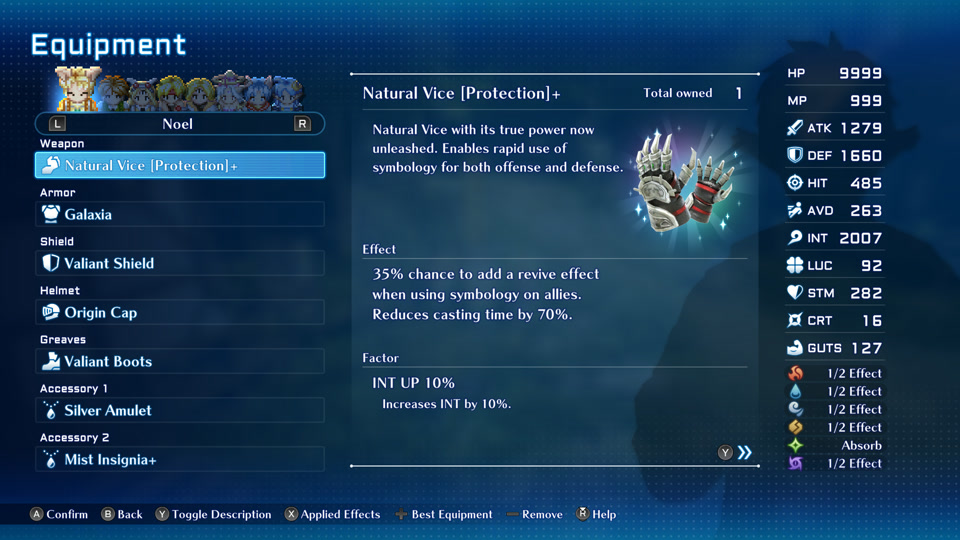 Equipment
L Noel R
Weapon
Natural Vice [Protection]+
Armor
Galaxia
Shield
Valiant Shield
Helmet
Origin Cap
Greaves
Valiant Boots
Accessory 1
Silver Amulet
Accessory 2
Mist Insignia+
Natural Vice [Protection]+ Total owned 1
Natural Vice with its true power now
unleashed. Enables rapid use of
symbology for both offense and defense.
Effect
35% chance to add a revive effect
when using symbology on allies.
Reduces casting time by 70%.
Factor
INT UP 10%
Increases INT by 10%.
Y
HP 9999
MP 999
ATK 1279
DEF 1660
HIT 485
AVD 263
INT 2007
LUC 92
STM 282
CRT 16
GUTS 127
1/2 Effect
1/2 Effect
1/2 Effect
1/2 Effect
Absorb
1/2 Effect
A Confirm B Back Y Toggle Description X Applied Effects Best Equipment Remove R Help